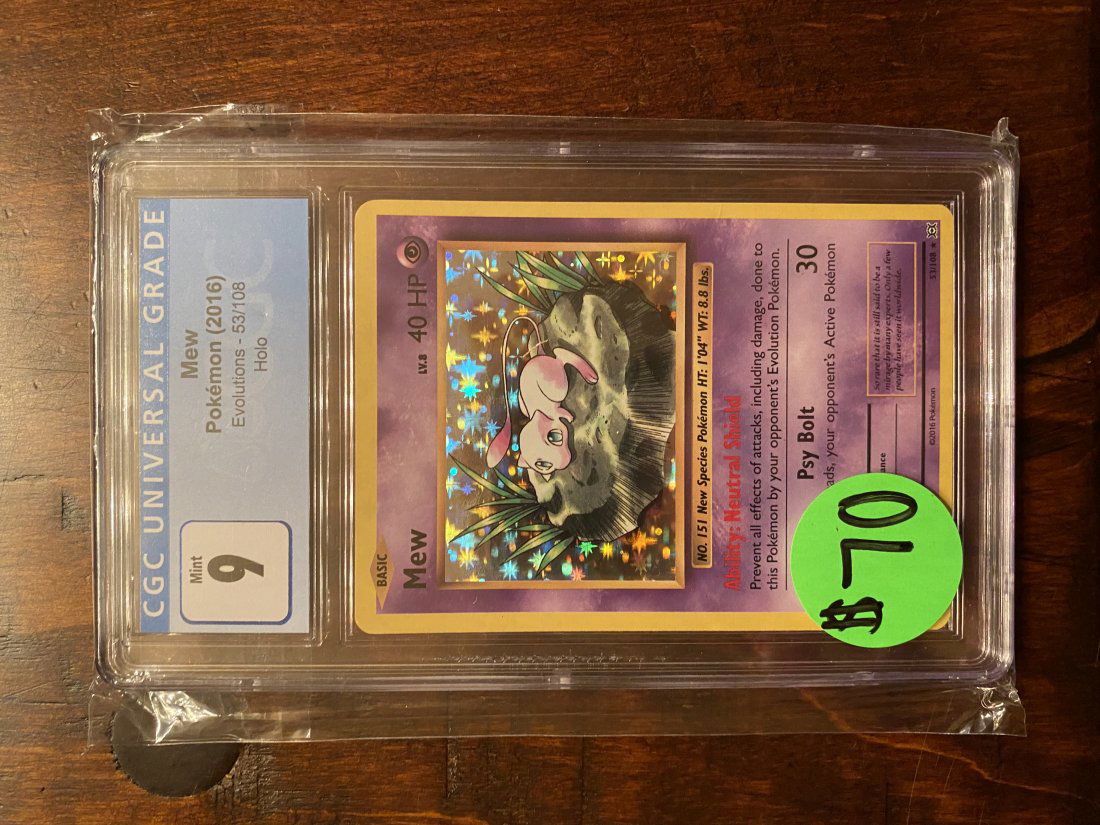 CGC UNIVERSAL GRADE
Mint
9
Mew
Pokémon (2016)
Evolutions - 53/108
Holo
BASIC
Mew
LV.8 40 HP
NO. 151 New Species Pokémon HT: 1'04" WT: 8.8 lbs.
Ability: Neutral Shield
Prevent all effects of attacks, including damage, done to
this Pokémon by your opponent's Evolution Pokémon.
Psy Bolt 30
ads, your opponent's Active Pokémon
ance
So rare that it is still said to be a
mirage by many experts. Only a few
people have seen it worldwide.
©2016 Pokémon
53/108 ★
$70